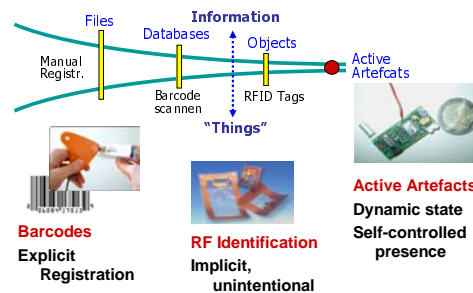 Information
Files
Databases
Objects
Manual
Registr.
Active
Artefcats
Barcode
scannen
RFID Tags
"Things"
Barcodes
Explicit
Registration
RF Identification
Implicit,
unintentional
Active Artefacts
Dynamic state
Self-controlled
presence